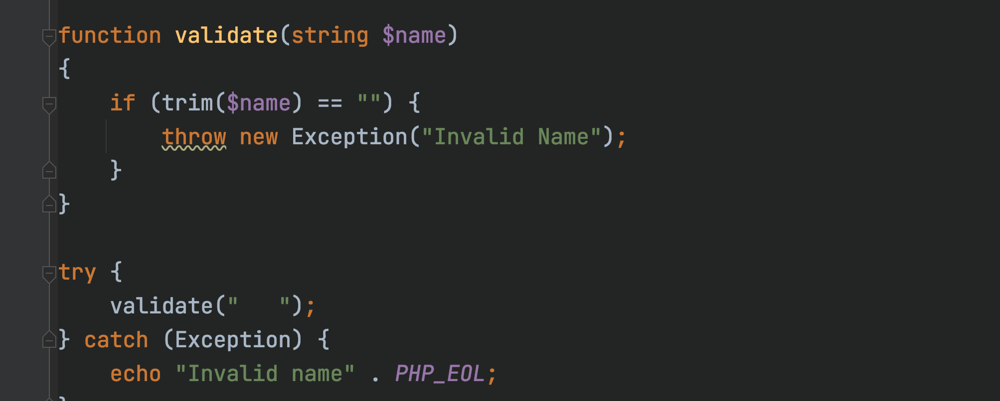 function validate(string $name)
{
    if (trim($name) == "") {
        throw new Exception("Invalid Name");
    }
}

try {
    validate("   ");
} catch (Exception) {
    echo "Invalid name" . PHP_EOL;
}